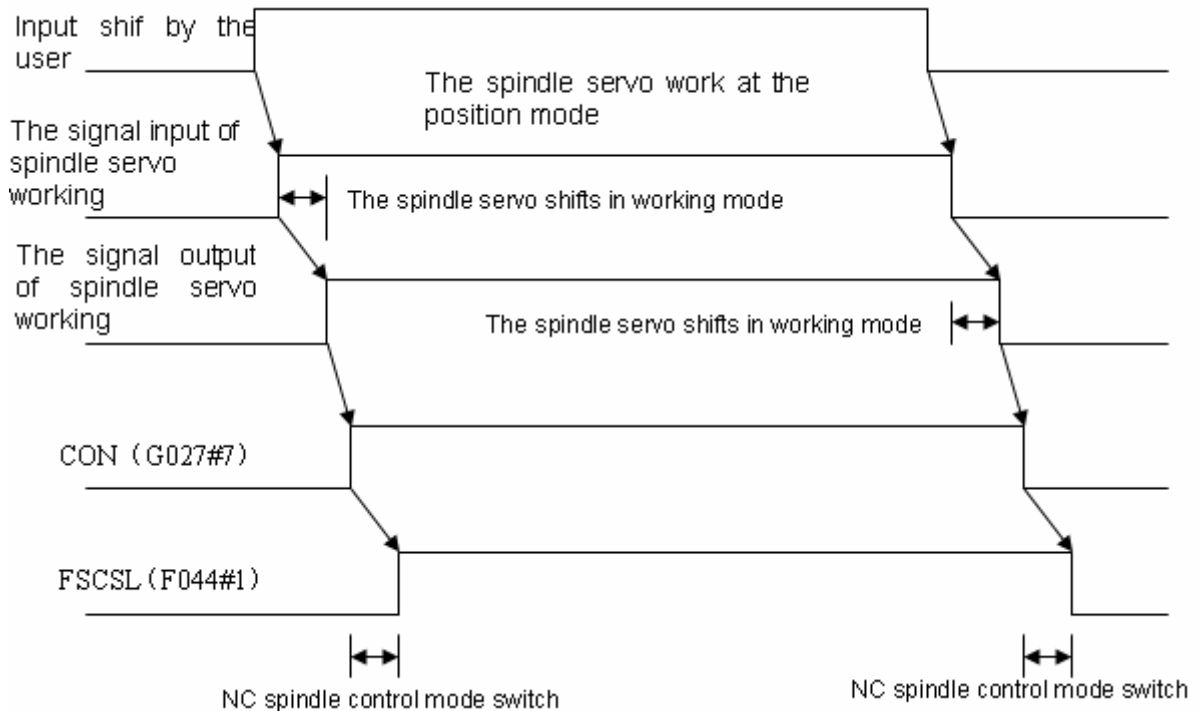 Input shif by the
user
The spindle servo work at the
position mode
The signal input of
spindle servo
working
The spindle servo shifts in working mode
The signal output
of spindle servo
working
The spindle servo shifts in working mode
CON (G027#7)
FSCSL (F044#1)
NC spindle control mode switch
NC spindle control mode switch